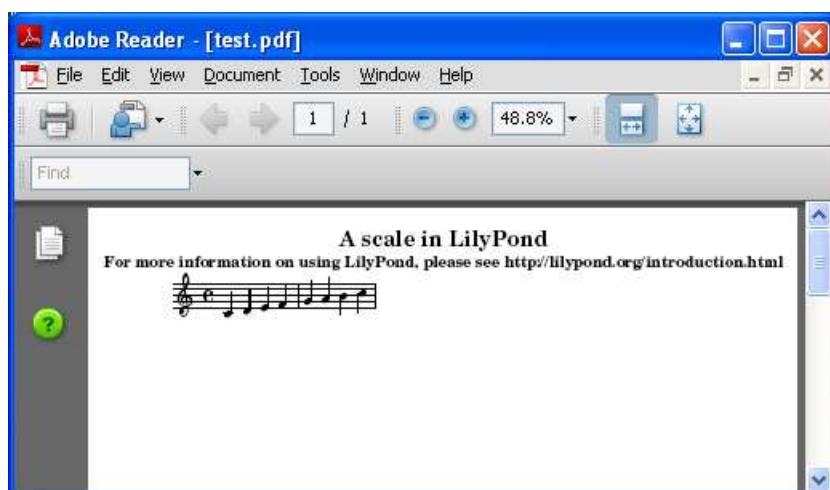 Adobe Reader - [test.pdf]
File Edit View Document Tools Window Help
1 / 1 48.8%
Find
A scale in LilyPond
For more information on using LilyPond, please see http://lilypond.org/introduction.html